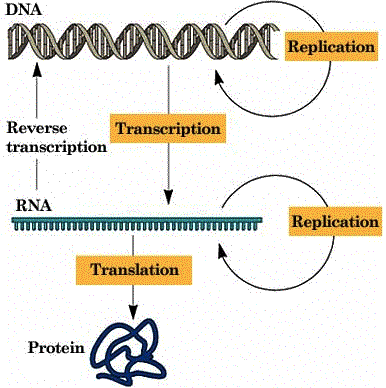 DNA
Replication
Transcription
Reverse
transcription
RNA
Replication
Translation
Protein